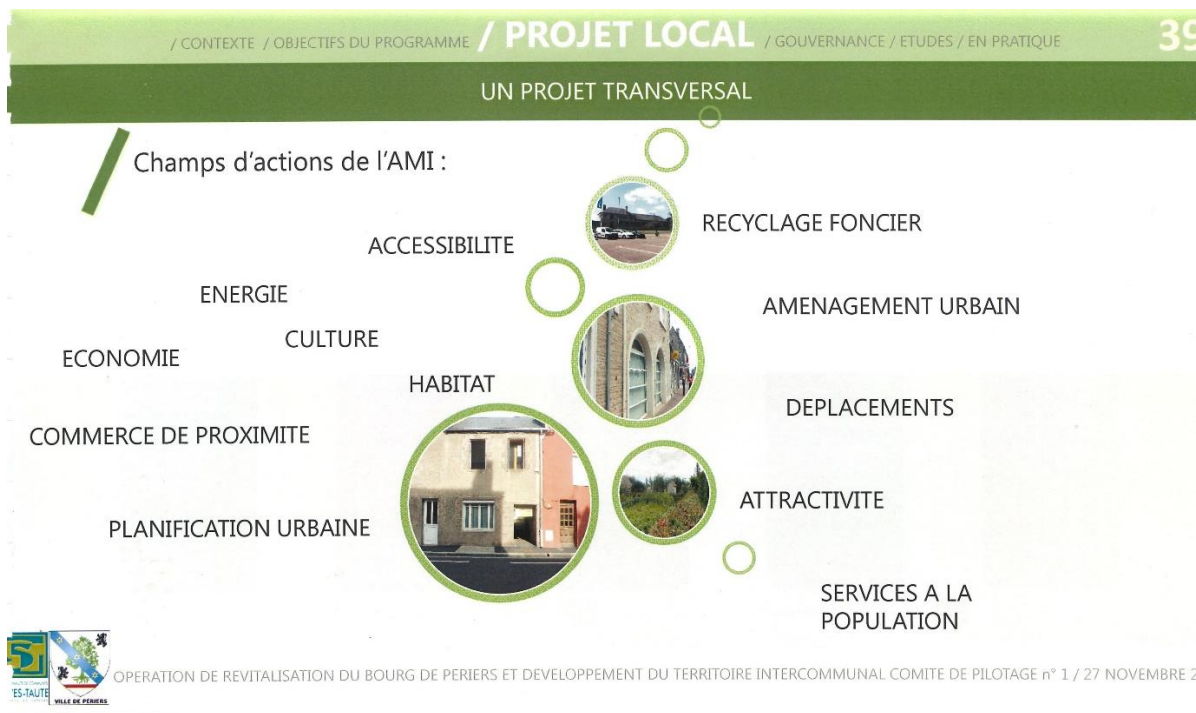 / CONTEXTE / OBJECTIFS DU PROGRAMME / PROJET LOCAL / GOUVERNANCE / ETUDES / EN PRATIQUE 39
UN PROJET TRANSVERSAL
Champs d'actions de l'AMI :
RECYCLAGE FONCIER
ACCESSIBILITE
ENERGIE
AMENAGEMENT URBAIN
CULTURE
ECONOMIE
HABITAT
DEPLACEMENTS
COMMERCE DE PROXIMITE
ATTRACTIVITE
PLANIFICATION URBAINE
SERVICES A LA
POPULATION
VILLE DE PERIERS
OPERATION DE REVITALISATION DU BOURG DE PERIERS ET DEVELOPPEMENT DU TERRITOIRE INTERCOMMUNAL COMITE DE PILOTAGE n° 1 / 27 NOVEMBRE 2